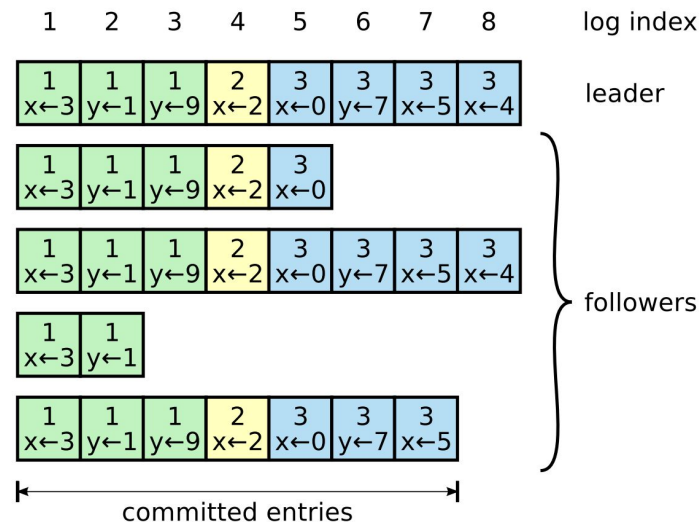 1 2 3 4 5 6 7 8 log index
1 1 1 2 3 3 3 3
x←3 y←1 y←9 x←2 x←0 y←7 x←5 x←4
leader
1 1 1 2 3
x←3 y←1 y←9 x←2 x←0
1 1 1 2 3 3 3 3
x←3 y←1 y←9 x←2 x←0 y←7 x←5 x←4
followers
1 1
x←3 y←1
1 1 1 2 3 3 3
x←3 y←1 y←9 x←2 x←0 y←7 x←5
committed entries